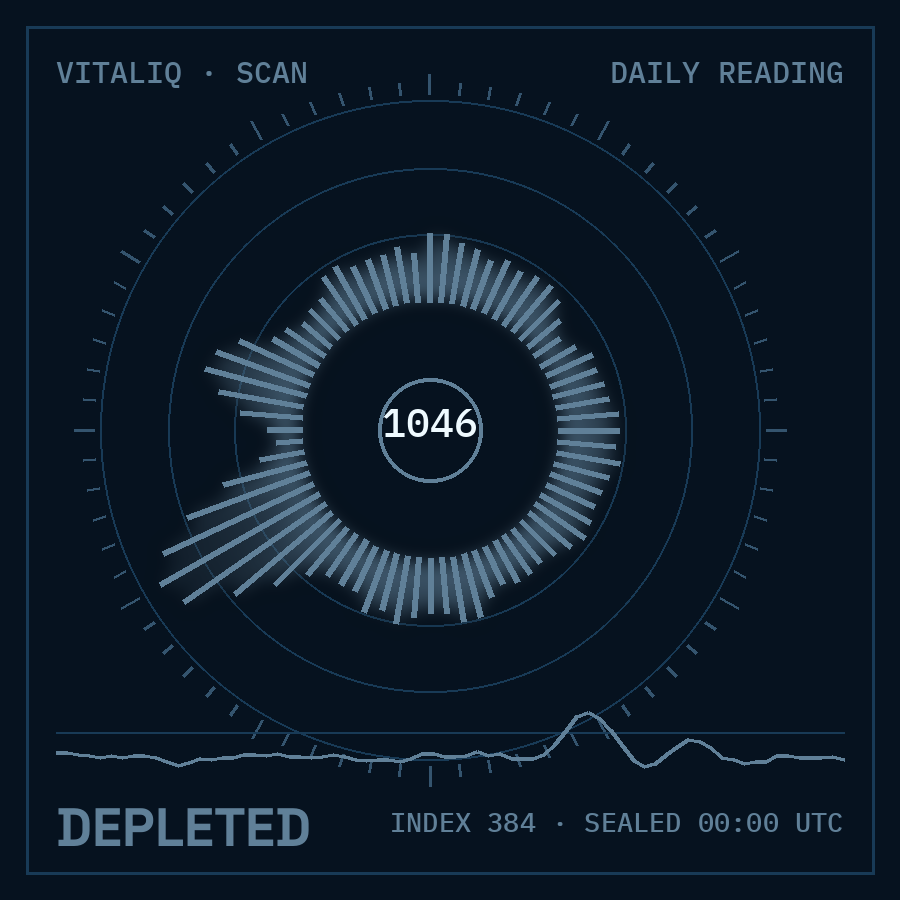 VITALIQ · SCAN
DAILY READING
1046
DEPLETED
INDEX 384 · SEALED 00:00 UTC